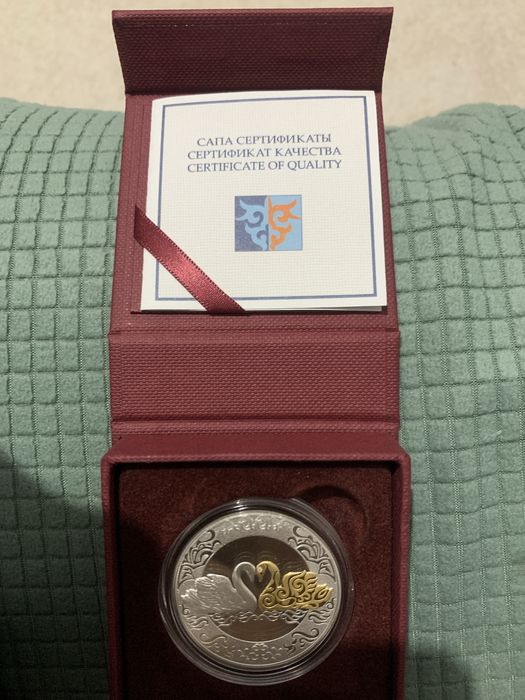 САПА СЕРТИФИКАТЫ
СЕРТИФИКАТ КАЧЕСТВА
CERTIFICATE OF QUALITY